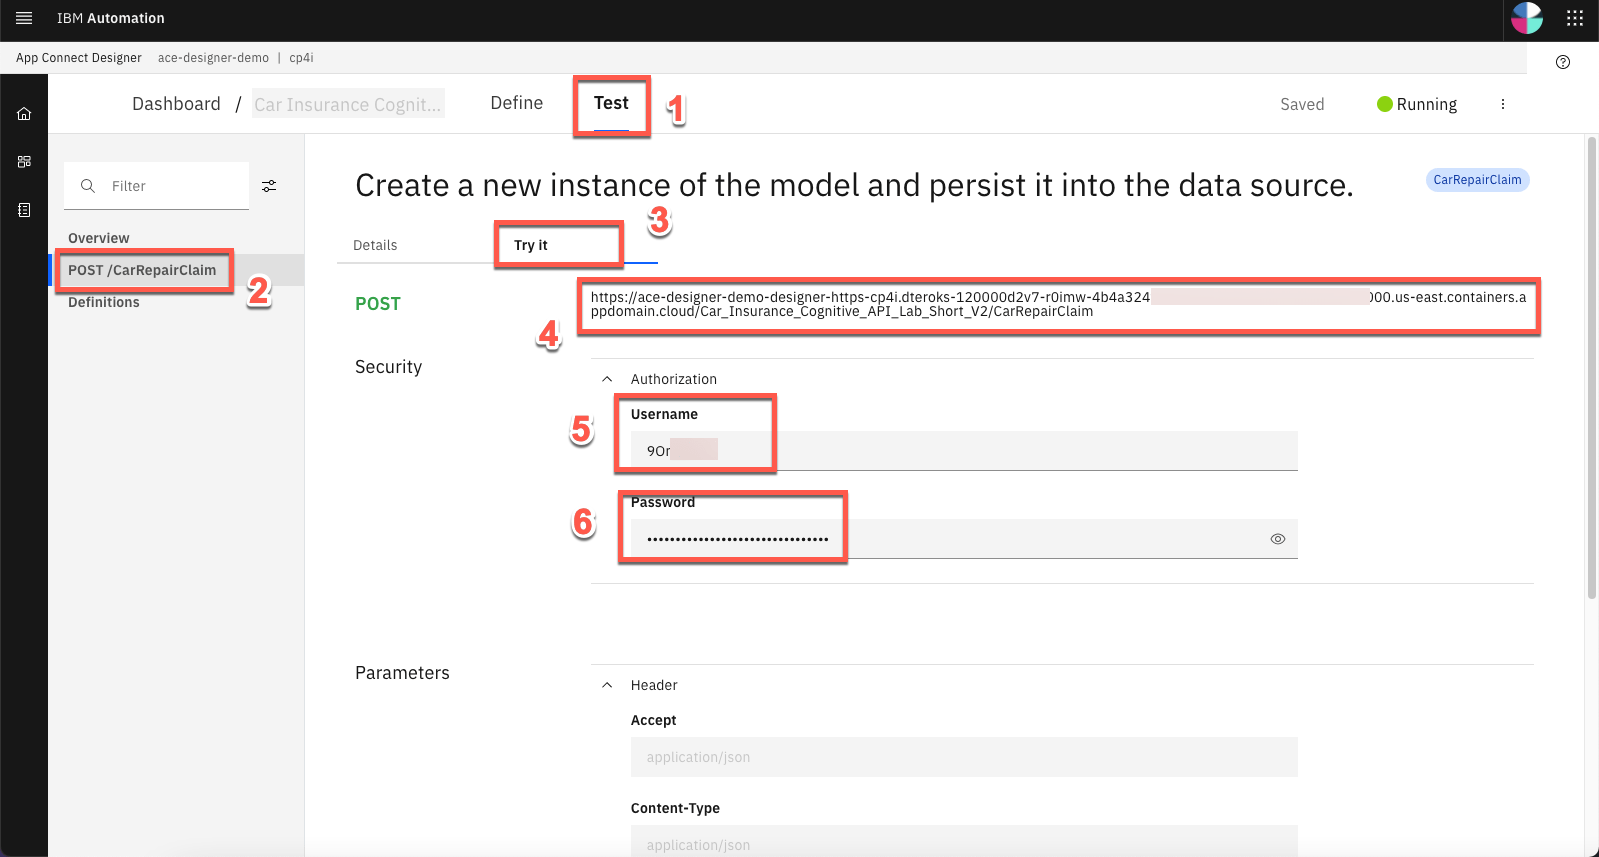 IBM Automation
App Connect Designer ace-designer-demo | cp4i
Dashboard / Car Insurance Cognit... Define Test 1 Saved Running
Filter
Overview
POST /CarRepairClaim 2
Definitions
Create a new instance of the model and persist it into the data source. CarRepairClaim
Details Try it 3
POST
https://ace-designer-demo-designer-https-cp4i.dteroks-120000d2v7-r0imw-4b4a324 000.us-east.containers.a
ppdomain.cloud/Car_Insurance_Cognitive_API_Lab_Short_V2/CarRepairClaim
4
Security
Authorization
5 Username
9Or
6 Password
••••••••••••••••••••••••••••••••
Parameters
Header
Accept
application/json
Content-Type
application/json